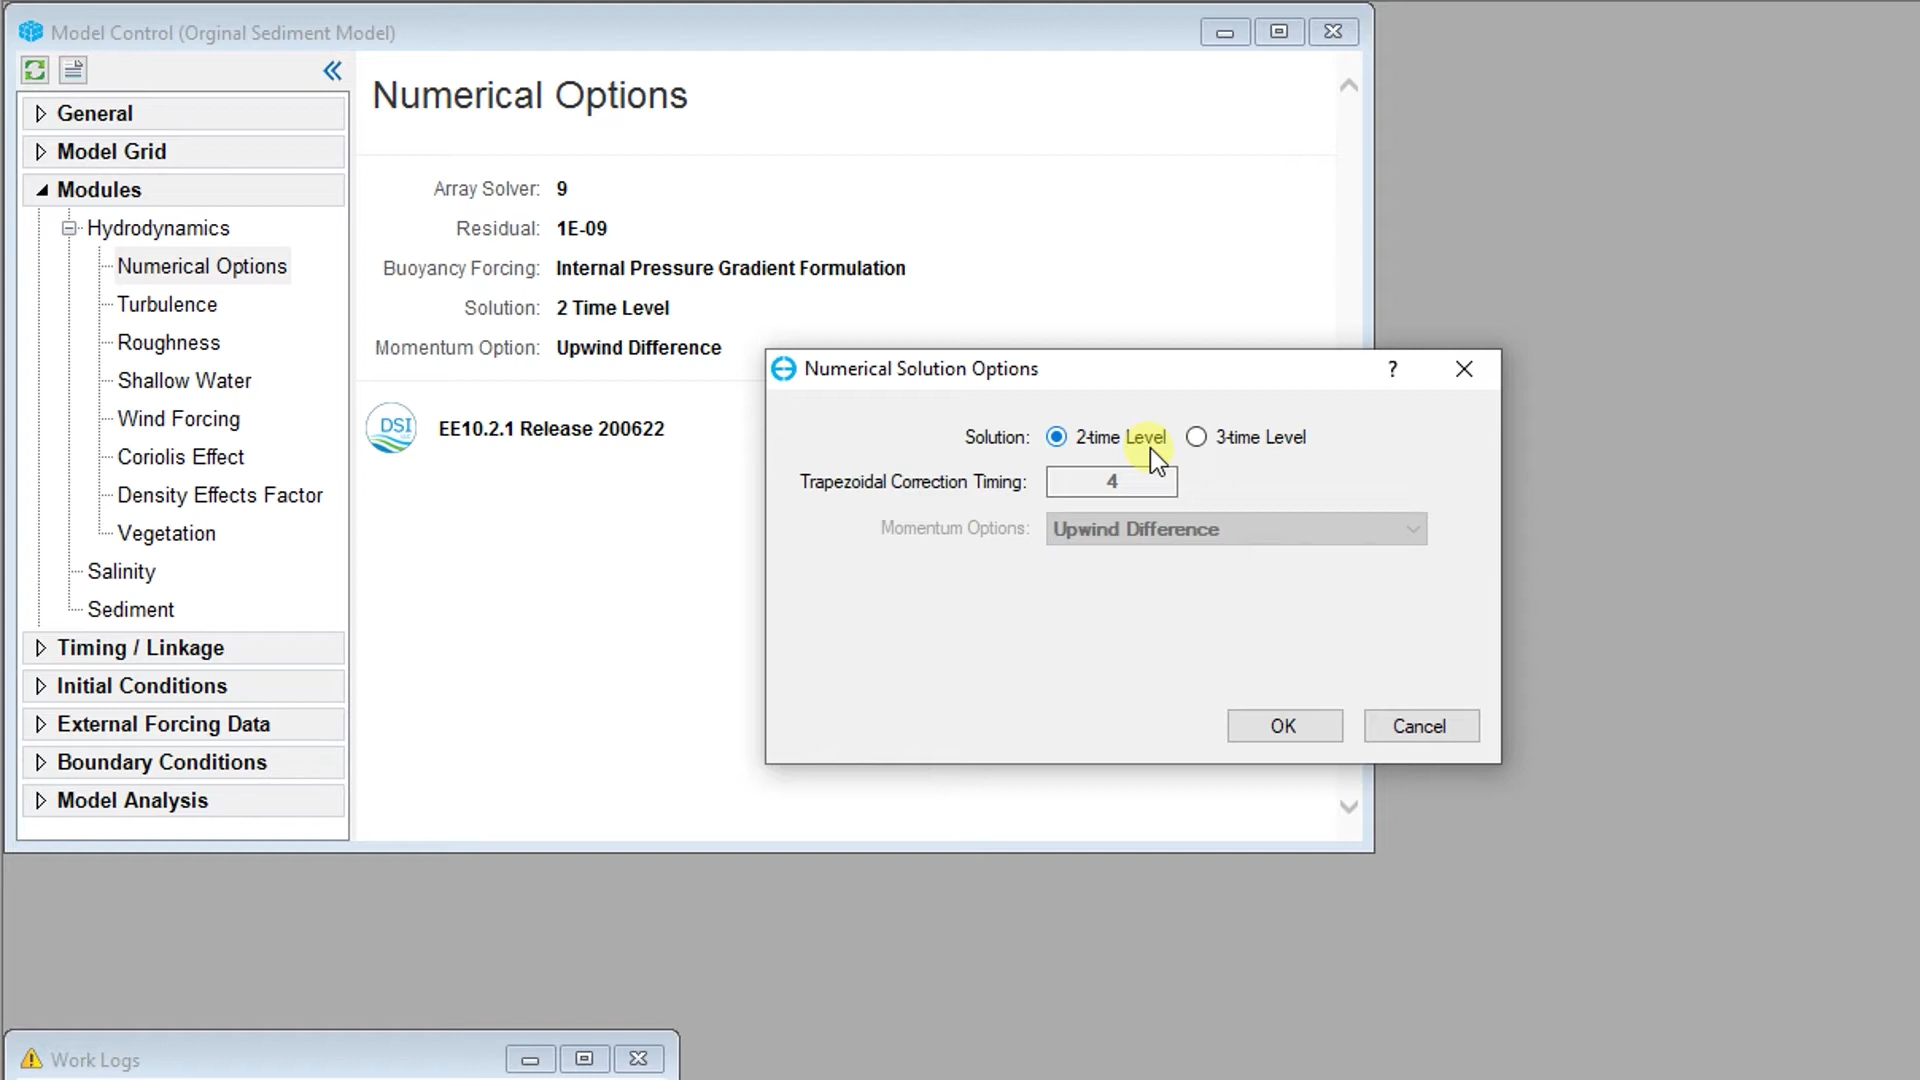 Model Control (Orginal Sediment Model)
General
Model Grid
Modules
Hydrodynamics
Numerical Options
Turbulence
Roughness
Shallow Water
Wind Forcing
Coriolis Effect
Density Effects Factor
Vegetation
Salinity
Sediment
Timing / Linkage
Initial Conditions
External Forcing Data
Boundary Conditions
Model Analysis
Numerical Options
Array Solver: 9
Residual: 1E-09
Buoyancy Forcing: Internal Pressure Gradient Formulation
Solution: 2 Time Level
Momentum Option: Upwind Difference
DSI
EE10.2.1 Release 200622
Numerical Solution Options
?
Solution: 2-time Level 3-time Level
Trapezoidal Correction Timing: 4
Momentum Options: Upwind Difference
OK Cancel
Work Logs